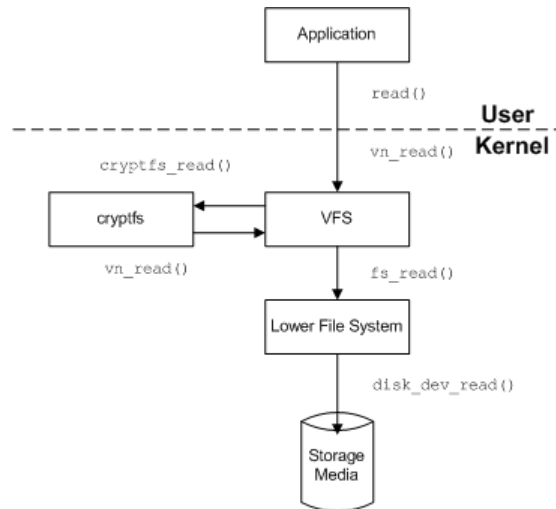 Application
read()
User
Kernel
vn_read()
cryptfs_read()
cryptfs
VFS
vn_read()
fs_read()
Lower File System
disk_dev_read()
Storage
Media